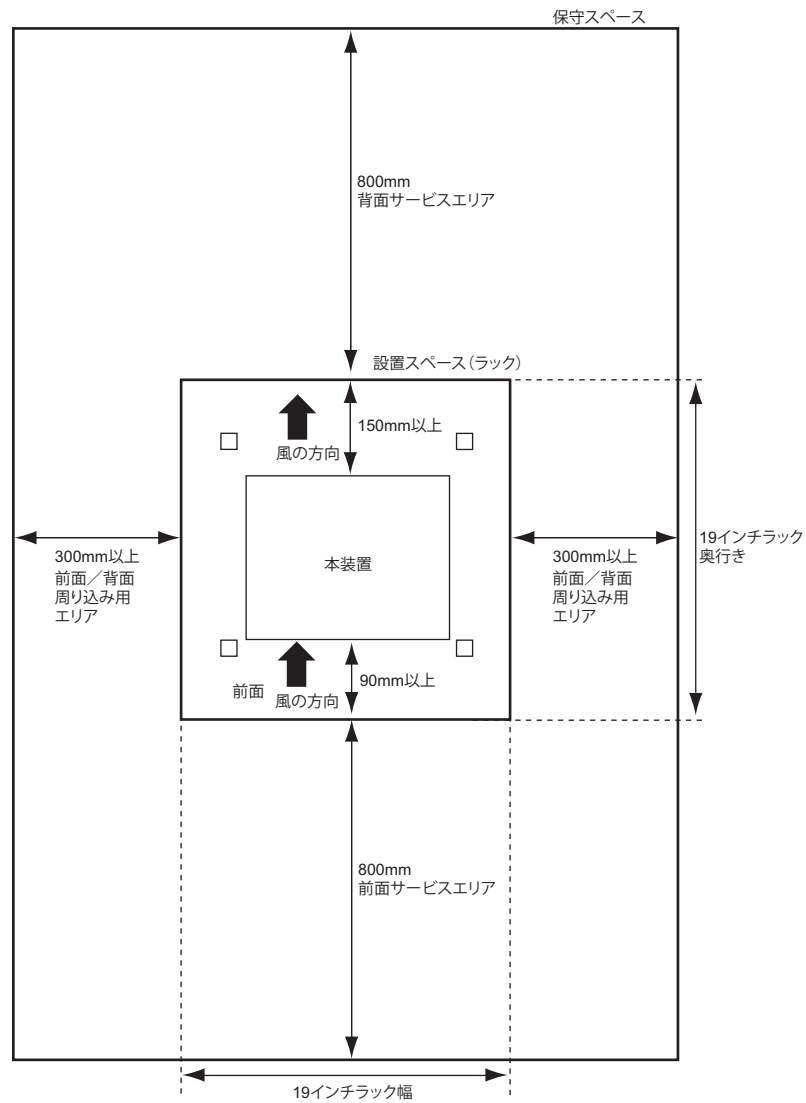 保守スペース
800mm
背面サービスエリア
設置スペース（ラック）
150mm以上
風の方向
300mm以上
前面／背面
周り込み用
エリア
本装置
300mm以上
前面／背面
周り込み用
エリア
19インチラック
奥行き
90mm以上
前面
風の方向
800mm
前面サービスエリア
19インチラック幅